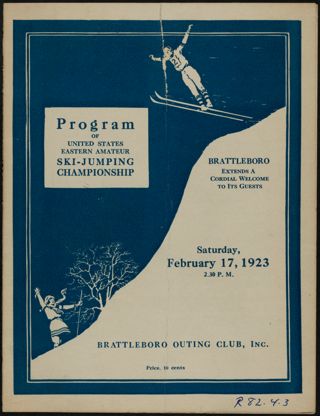 Program
OF
UNITED STATES
EASTERN AMATEUR
SKI-JUMPING
CHAMPIONSHIP
BRATTLEBORO
EXTENDS A
CORDIAL WELCOME
TO ITS GUESTS
Saturday,
February 17, 1923
2.30 P. M.
BRATTLEBORO OUTING CLUB, INC.
Price, 10 cents
R 82.4.3